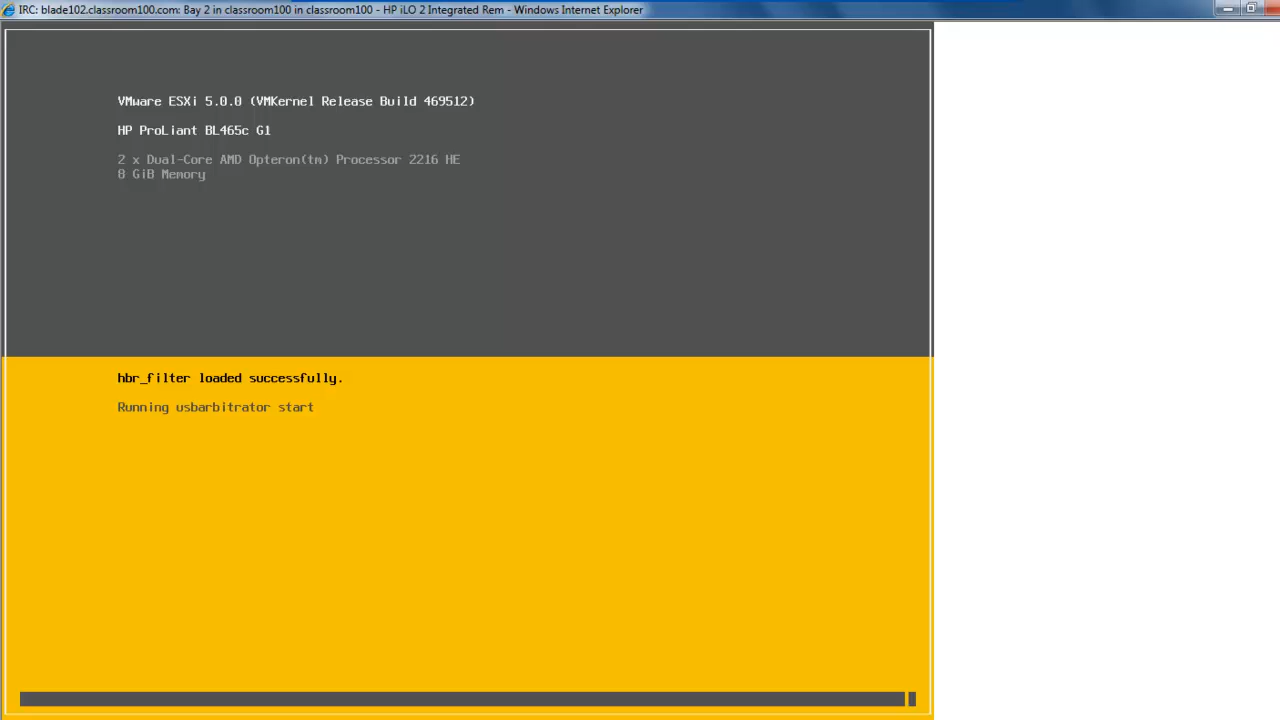 IRC: blade102.classroom100.com: Bay 2 in classroom100 in classroom100 - HP iLO 2 Integrated Rem - Windows Internet Explorer
VMware ESXi 5.0.0 (VMKernel Release Build 469512)
HP ProLiant BL465c G1
2 x Dual-Core AMD Opteron(tm) Processor 2216 HE
8 GiB Memory
hbr_filter loaded successfully.
Running usbarbitrator start